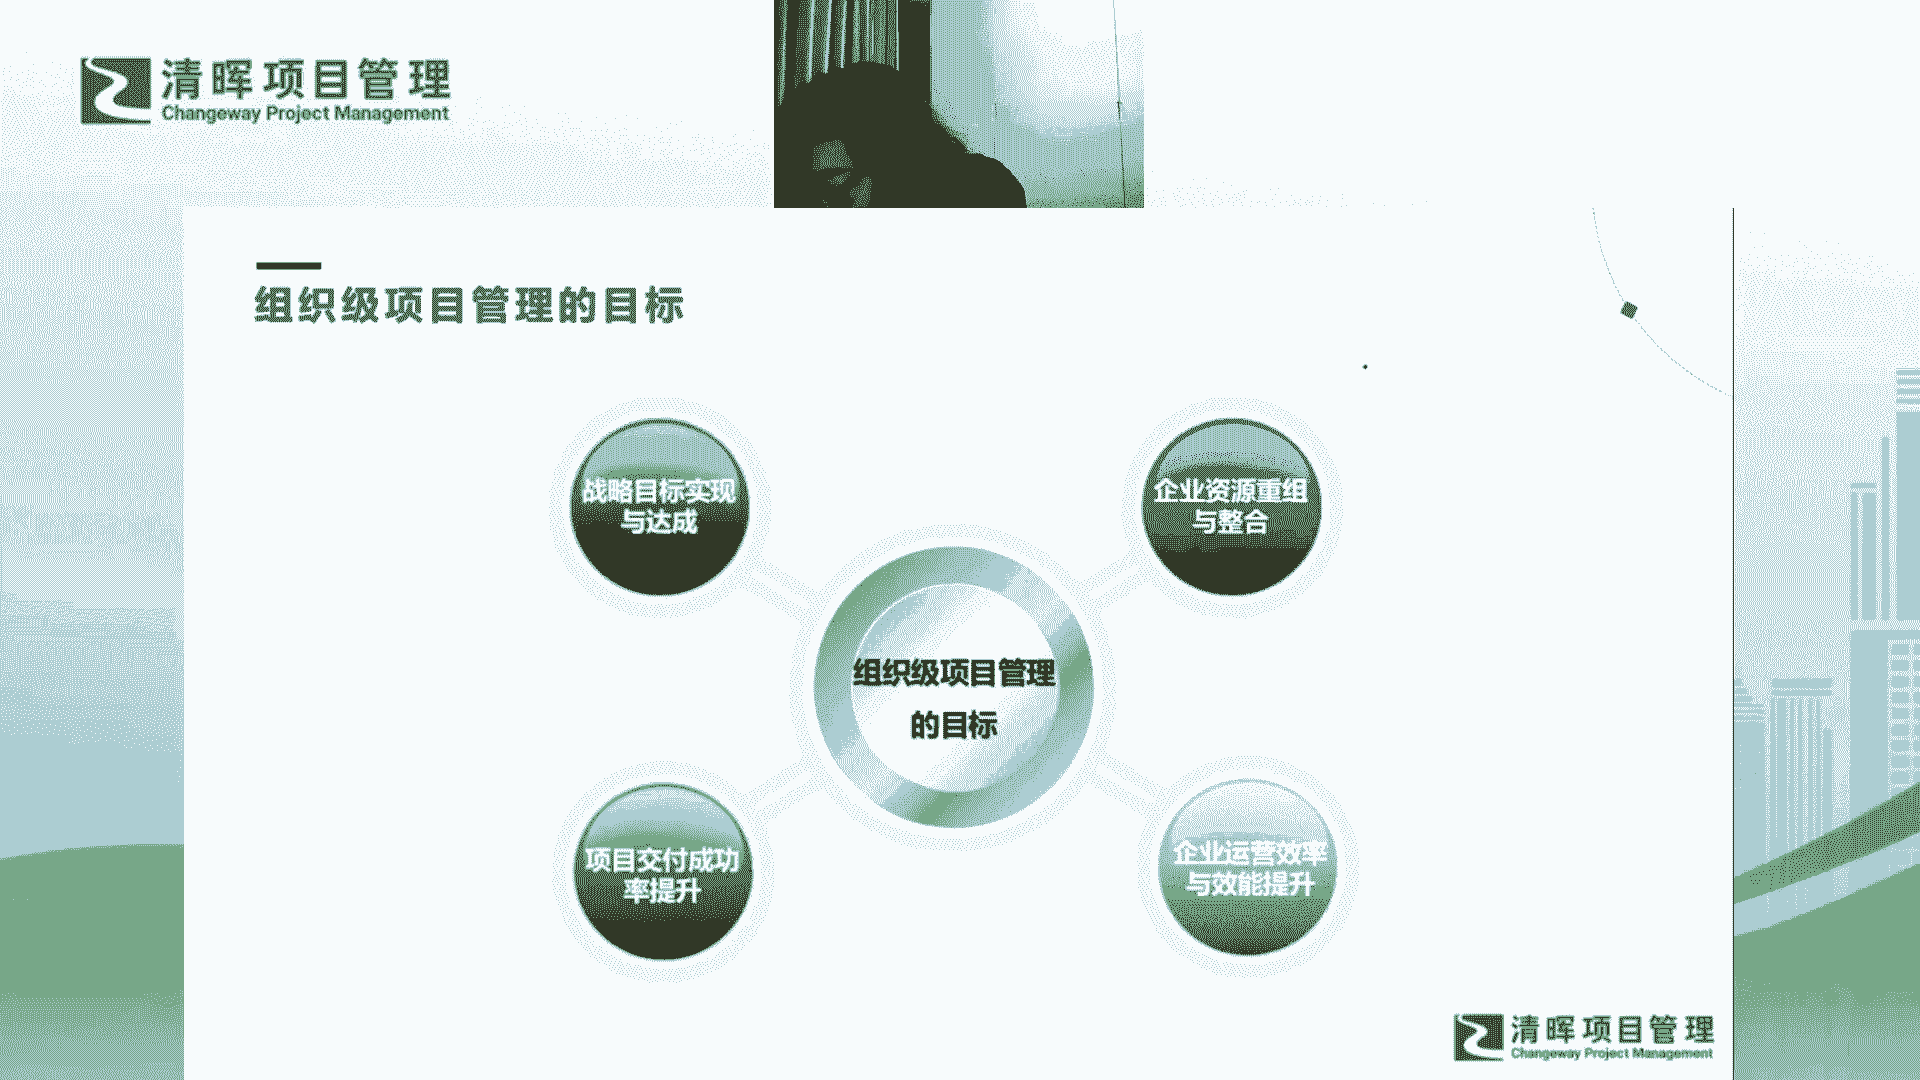 清晖项目管理
Changeway Project Management
组织级项目管理的目标
战略目标实现
与达成
企业资源重组
与整合
组织级项目管理
的目标
项目交付成功
率提升
企业运营效率
与效能提升
清晖项目管理
Changeway Project Management